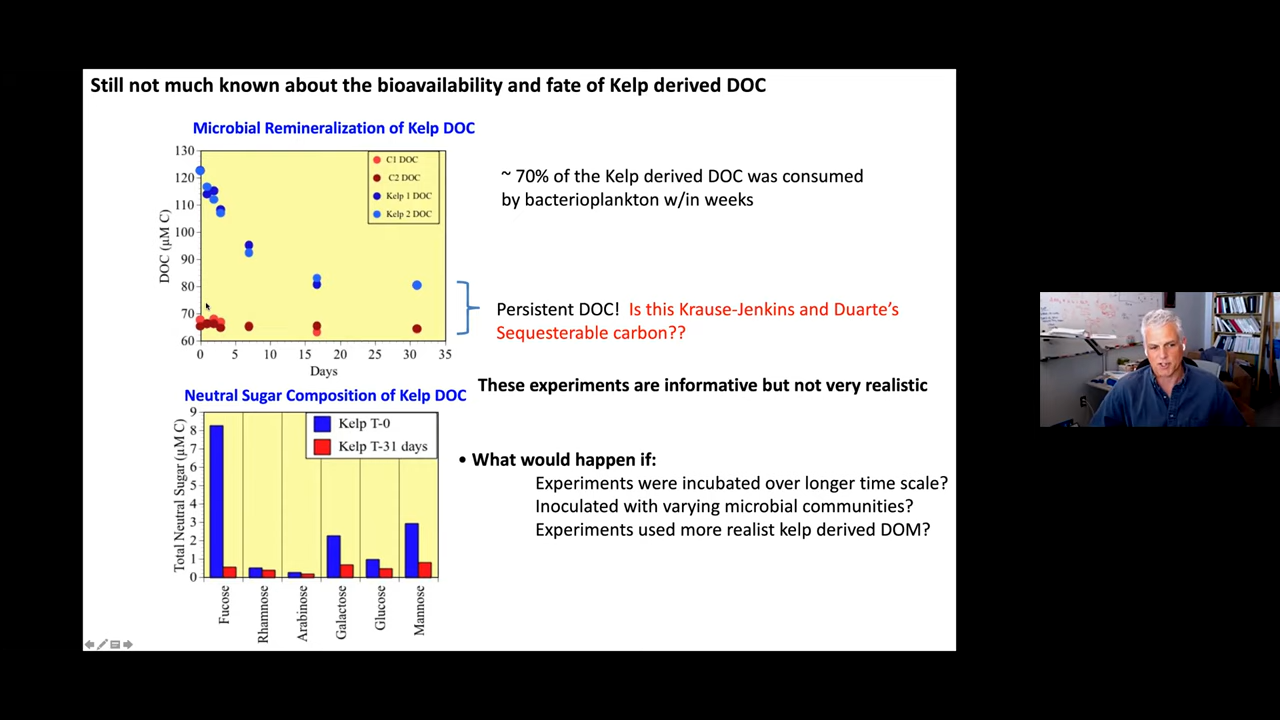 Still not much known about the bioavailability and fate of Kelp derived DOC
Microbial Remineralization of Kelp DOC
130
120
110
100
90
80
70
60
DOC (µM C)
C1 DOC
C2 DOC
Kelp 1 DOC
Kelp 2 DOC
0 5 10 15 20 25 30 35
Days
~ 70% of the Kelp derived DOC was consumed
by bacterioplankton w/in weeks
Persistent DOC! Is this Krause-Jenkins and Duarte’s
Sequesterable carbon??
These experiments are informative but not very realistic
Neutral Sugar Composition of Kelp DOC
9
8
7
6
5
4
3
2
1
0
Total Neutral Sugar (µM C)
Kelp T-0
Kelp T-31 days
Fucose
Rhamnose
Arabinose
Galactose
Glucose
Mannose
• What would happen if:
Experiments were incubated over longer time scale?
Inoculated with varying microbial communities?
Experiments used more realist kelp derived DOM?